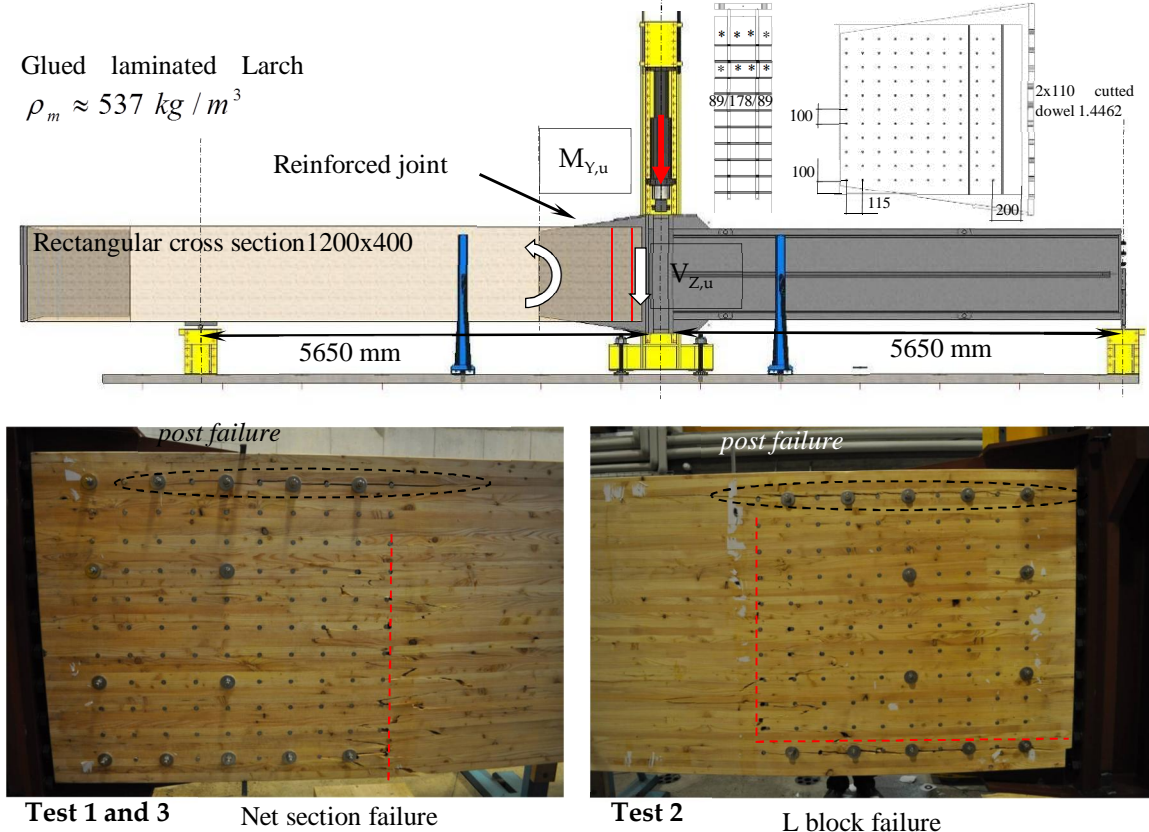 Glued laminated Larch
ρm ≈ 537 kg / m3
Reinforced joint
MY,u
* * * *
* * * *
89/178/89
100
100
115
200
2x110 cutted
dowel 1.4462
Rectangular cross section1200x400
VZ,u
5650 mm
5650 mm
post failure
post failure
Test 1 and 3
Net section failure
Test 2
L block failure